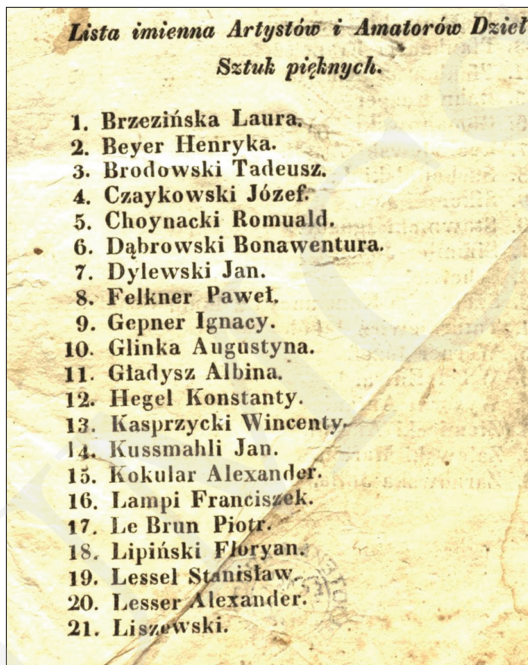 Lista imienna Artystów i Amatorów Dzieł
Sztuk pięknych.
1. Brzezińska Laura.
2. Beyer Henryka.
3. Brodowski Tadeusz.
4. Czaykowski Józef.
5. Choynacki Romuald.
6. Dąbrowski Bonawentura.
7. Dylewski Jan.
8. Felkner Paweł.
9. Gepner Ignacy.
10. Glinka Augustyna.
11. Gładysz Albina.
12. Hegel Konstanty.
13. Kasprzycki Wincenty.
14. Kussmahli Jan.
15. Kokular Alexander.
16. Lampi Franciszek.
17. Le Brun Piotr.
18. Lipiński Floryan.
19. Lessel Stanisław.
20. Lesser Alexander.
21. Liszewski.